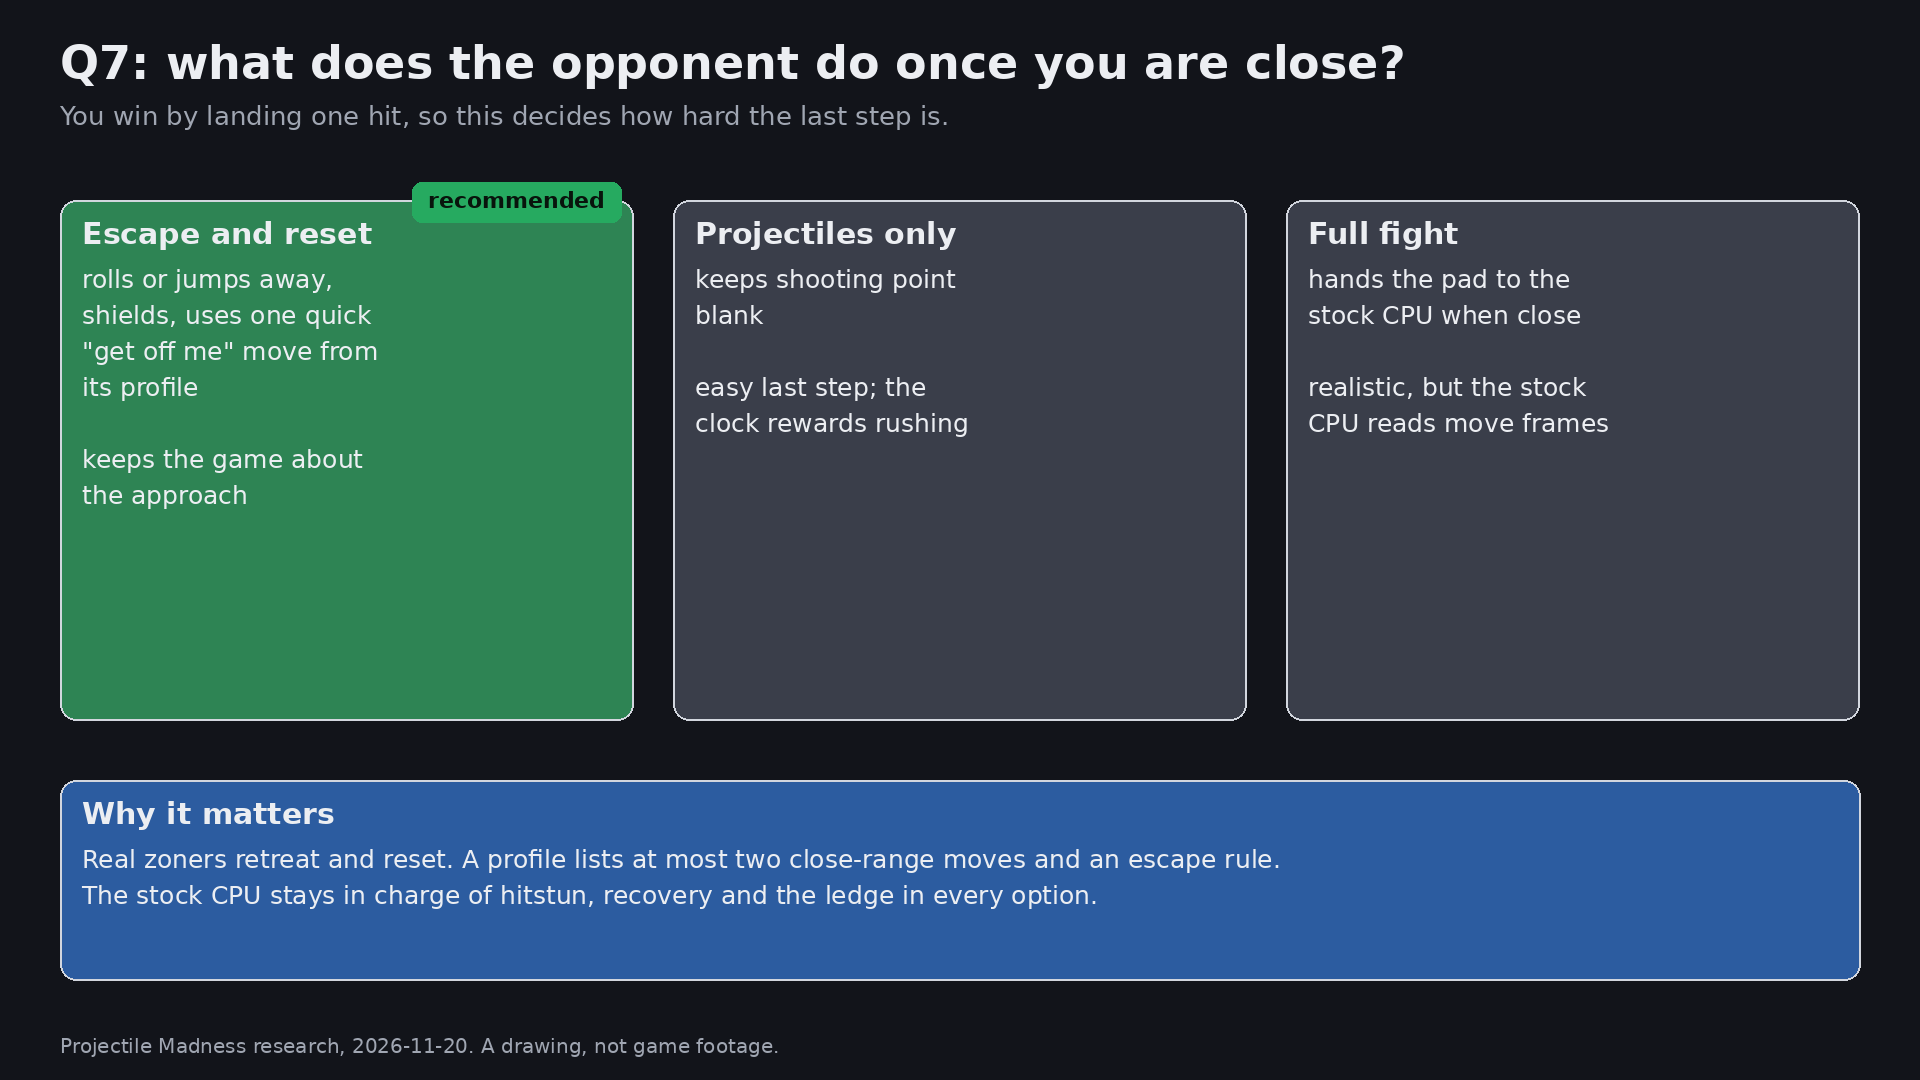 Q7: what does the opponent do once you are close?
You win by landing one hit, so this decides how hard the last step is.
recommended
Escape and reset
rolls or jumps away,
shields, uses one quick
"get off me" move from
its profile
keeps the game about
the approach
Projectiles only
keeps shooting point
blank
easy last step; the
clock rewards rushing
Full fight
hands the pad to the
stock CPU when close
realistic, but the stock
CPU reads move frames
Why it matters
Real zoners retreat and reset. A profile lists at most two close-range moves and an escape rule.
The stock CPU stays in charge of hitstun, recovery and the ledge in every option.
Projectile Madness research, 2026-11-20. A drawing, not game footage.